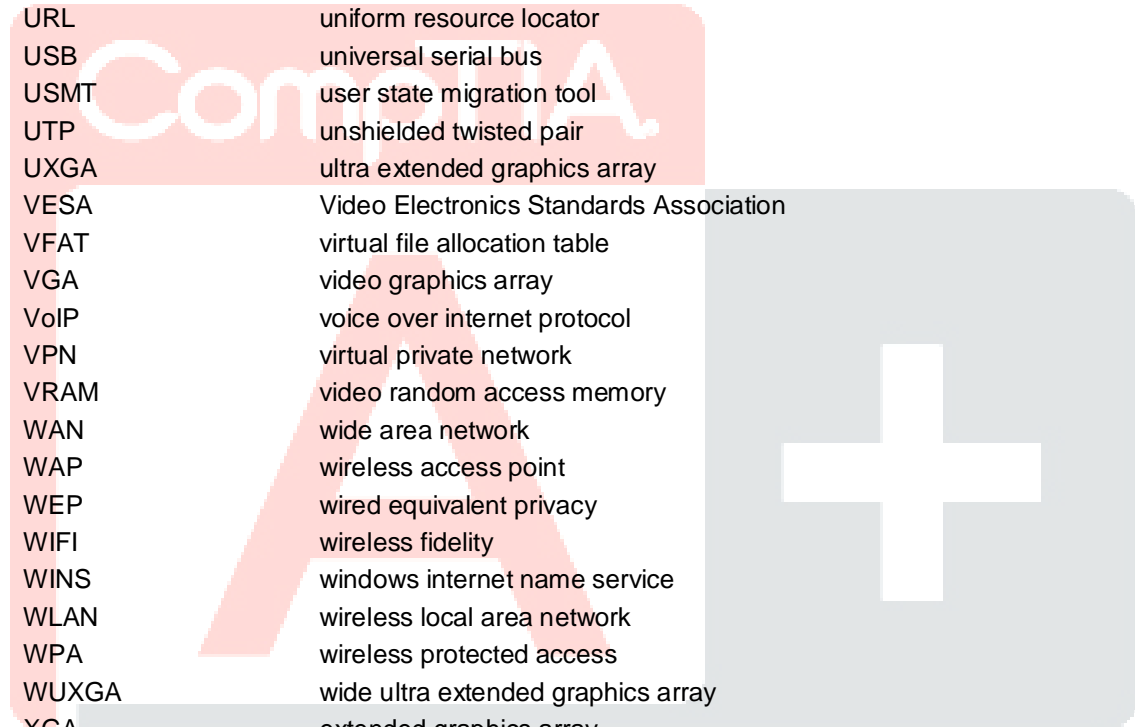 URL uniform resource locator
USB universal serial bus
USMT user state migration tool
UTP unshielded twisted pair
UXGA ultra extended graphics array
VESA Video Electronics Standards Association
VFAT virtual file allocation table
VGA video graphics array
VoIP voice over internet protocol
VPN virtual private network
VRAM video random access memory
WAN wide area network
WAP wireless access point
WEP wired equivalent privacy
WIFI wireless fidelity
WINS windows internet name service
WLAN wireless local area network
WPA wireless protected access
WUXGA wide ultra extended graphics array
XGA extended graphics array
CompTIA.
A+